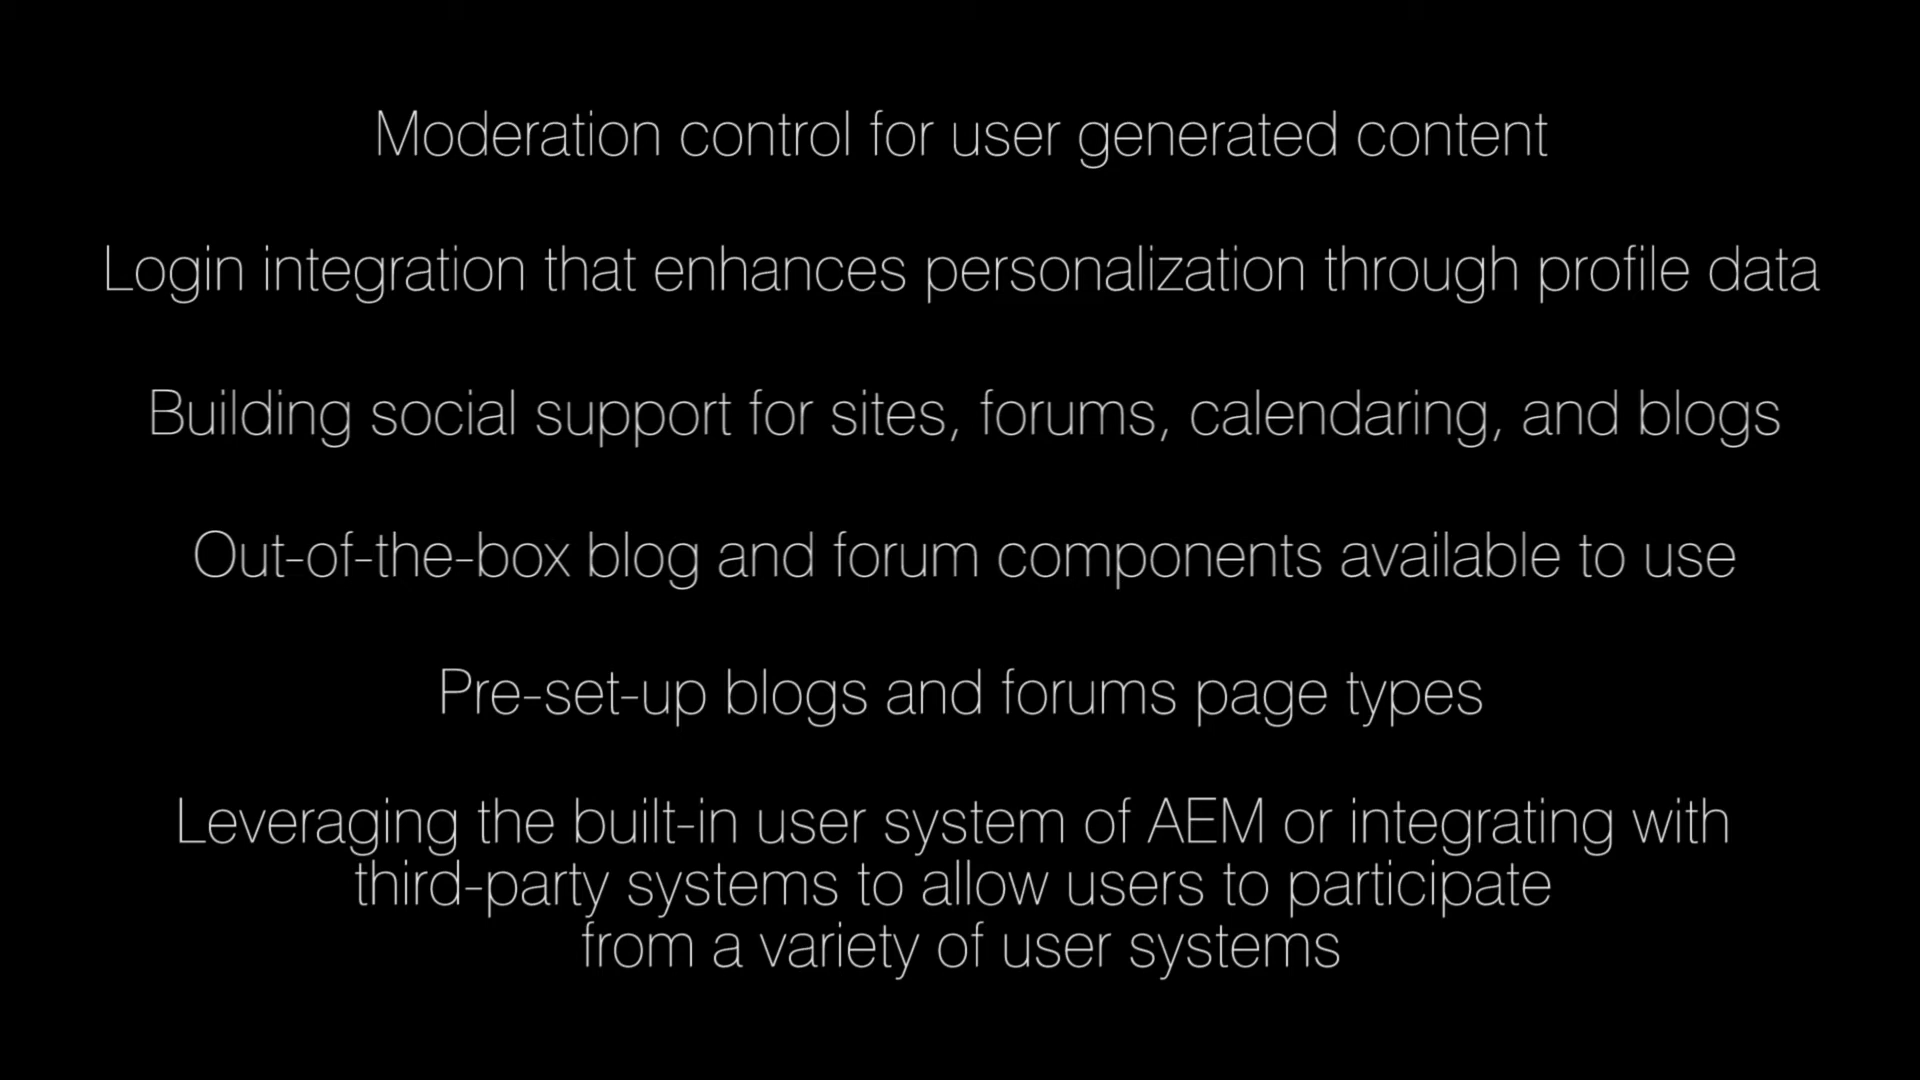 Moderation control for user generated content
Login integration that enhances personalization through profile data
Building social support for sites, forums, calendaring, and blogs
Out-of-the-box blog and forum components available to use
Pre-set-up blogs and forums page types
Leveraging the built-in user system of AEM or integrating with
third-party systems to allow users to participate
from a variety of user systems